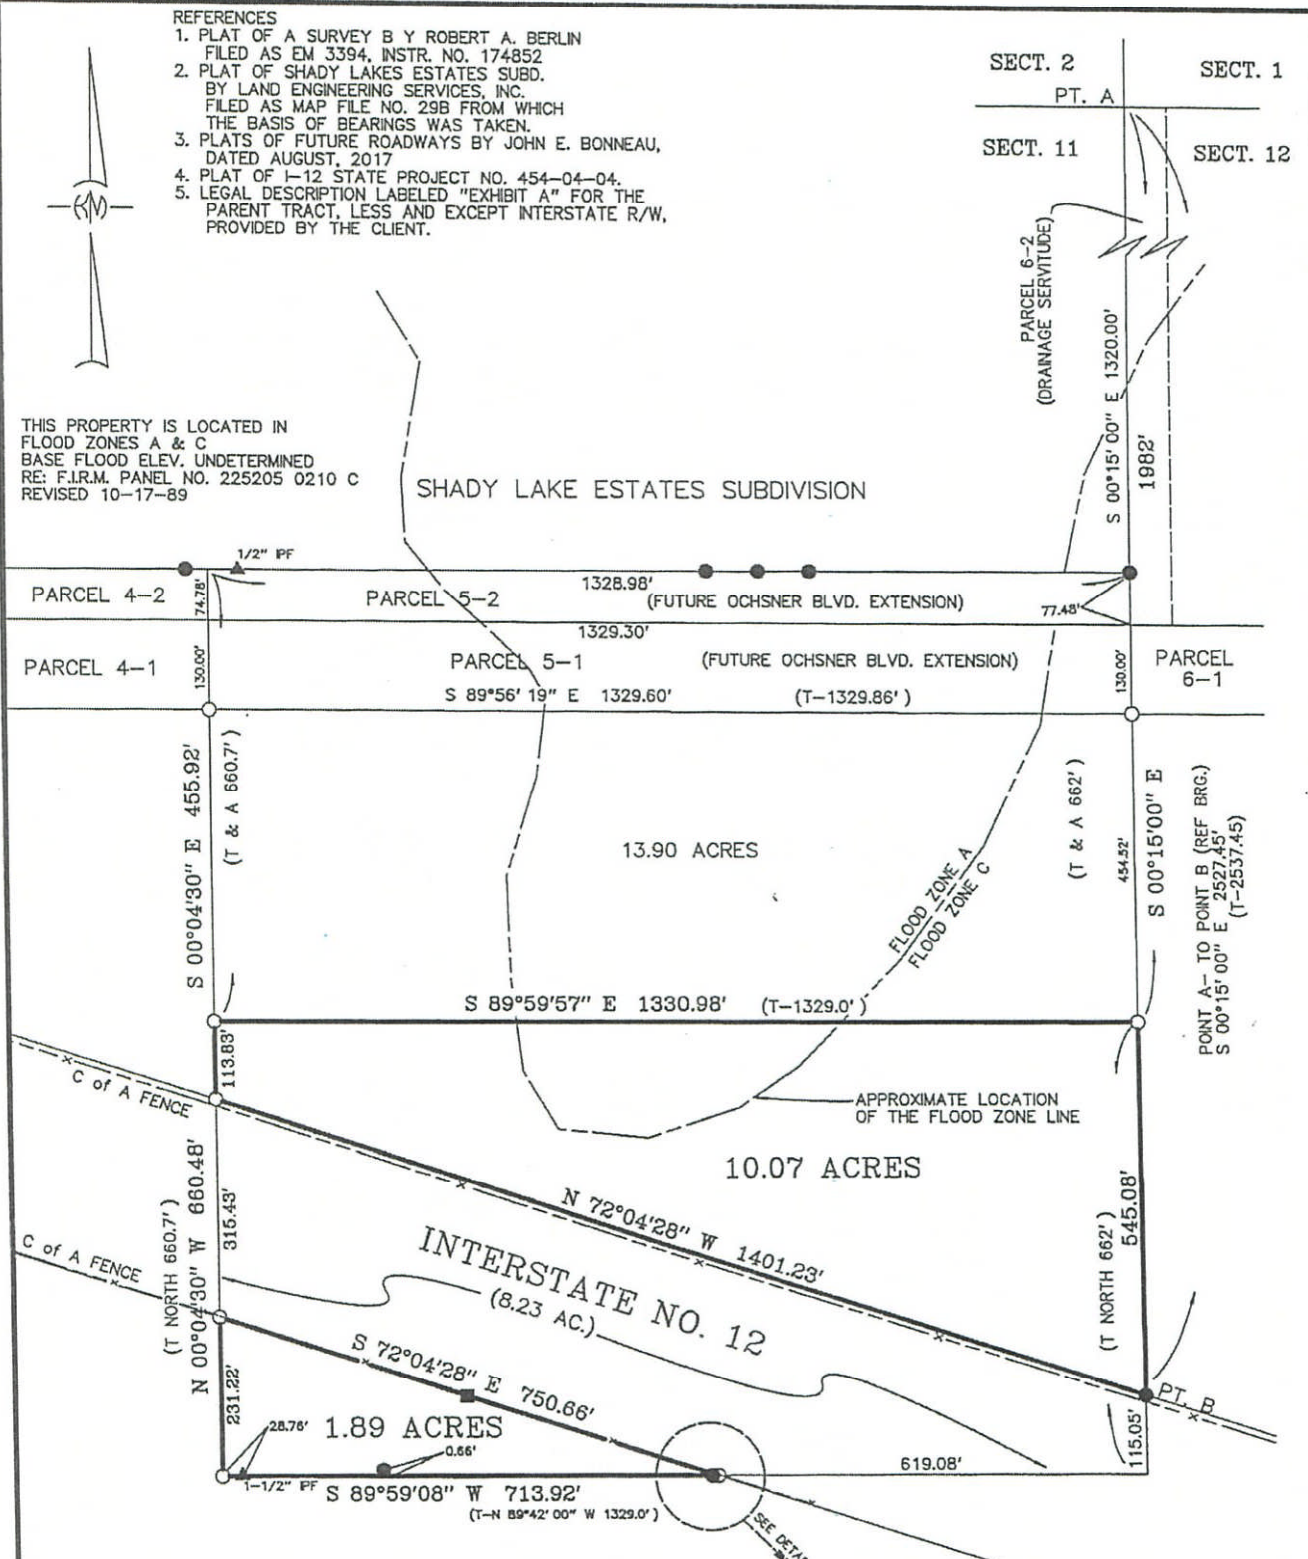 REFERENCES
1. PLAT OF A SURVEY B Y ROBERT A. BERLIN
FILED AS EM 3394, INSTR. NO. 174852
2. PLAT OF SHADY LAKES ESTATES SUBD.
BY LAND ENGINEERING SERVICES, INC.
FILED AS MAP FILE NO. 29B FROM WHICH
THE BASIS OF BEARINGS WAS TAKEN.
3. PLATS OF FUTURE ROADWAYS BY JOHN E. BONNEAU,
DATED AUGUST, 2017
4. PLAT OF I-12 STATE PROJECT NO. 454-04-04.
5. LEGAL DESCRIPTION LABELED "EXHIBIT A" FOR THE
PARENT TRACT, LESS AND EXCEPT INTERSTATE R/W,
PROVIDED BY THE CLIENT.
SECT. 2
SECT. 1
PT. A
SECT. 11
SECT. 12
PARCEL 6-2
(DRAINAGE SERVITUDE)
S 00°15' 00" E 1320.00'
1982'
THIS PROPERTY IS LOCATED IN
FLOOD ZONES A & C
BASE FLOOD ELEV. UNDETERMINED
RE: F.I.R.M. PANEL NO. 225205 0210 C
REVISED 10-17-89
SHADY LAKE ESTATES SUBDIVISION
1/2" IPF
PARCEL 4-2
74.78'
PARCEL 5-2
1328.98'
(FUTURE OCHSNER BLVD. EXTENSION)
77.48'
1329.30'
PARCEL 4-1
130.00'
PARCEL 5-1
(FUTURE OCHSNER BLVD. EXTENSION)
130.00'
PARCEL
6-1
S 89°56' 19" E 1329.60'
(T-1329.86' )
S 00°04'30" E 455.92'
(T & A 660.7' )
13.90 ACRES
FLOOD ZONE A
FLOOD ZONE C
(T & A 662' )
454.52'
S 00°15'00" E
POINT A- TO POINT B (REF BRG.)
S 00°15' 00" E 2527.45'
(T-2537.45)
S 89°59'57" E 1330.98'
(T-1329.0' )
113.83'
C of A FENCE
APPROXIMATE LOCATION
OF THE FLOOD ZONE LINE
10.07 ACRES
N 72°04'28" W 1401.23'
(T NORTH 660.7' )
N 00°04'30" W 660.48'
315.43'
INTERSTATE NO. 12
(8.23 AC.)
(T NORTH 662' )
545.08'
C of A FENCE
S 72°04'28" E 750.66'
PT. B
231.22'
28.76'
1.89 ACRES
0.66'
115.05'
619.08'
1-1/2" IPF
S 89°59'08" W 713.92'
(T-N 89°42' 00" W 1329.0' )
SEE